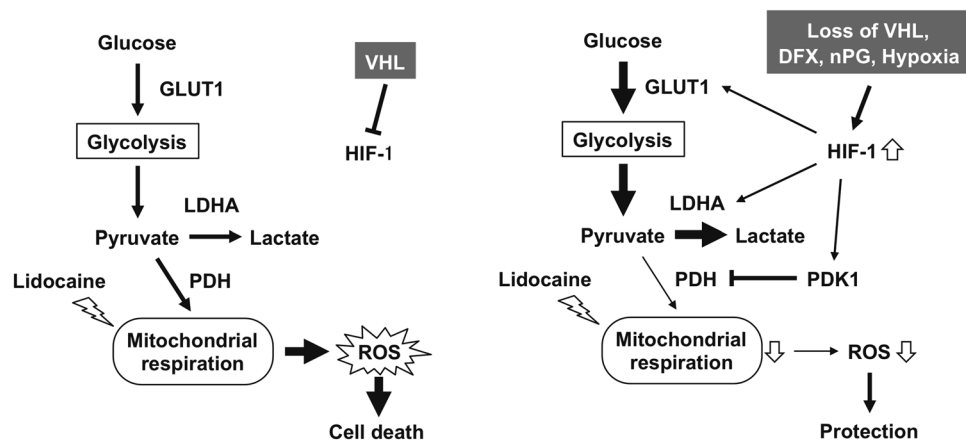 Glucose
GLUT1
Glycolysis
LDHA
Pyruvate
Lactate
Lidocaine
PDH
Mitochondrial
respiration
ROS
Cell death
VHL
HIF-1
Loss of VHL,
DFX, nPG, Hypoxia
Glucose
GLUT1
Glycolysis
HIF-1
LDHA
Pyruvate
Lactate
Lidocaine
PDH
PDK1
Mitochondrial
respiration
ROS
Protection